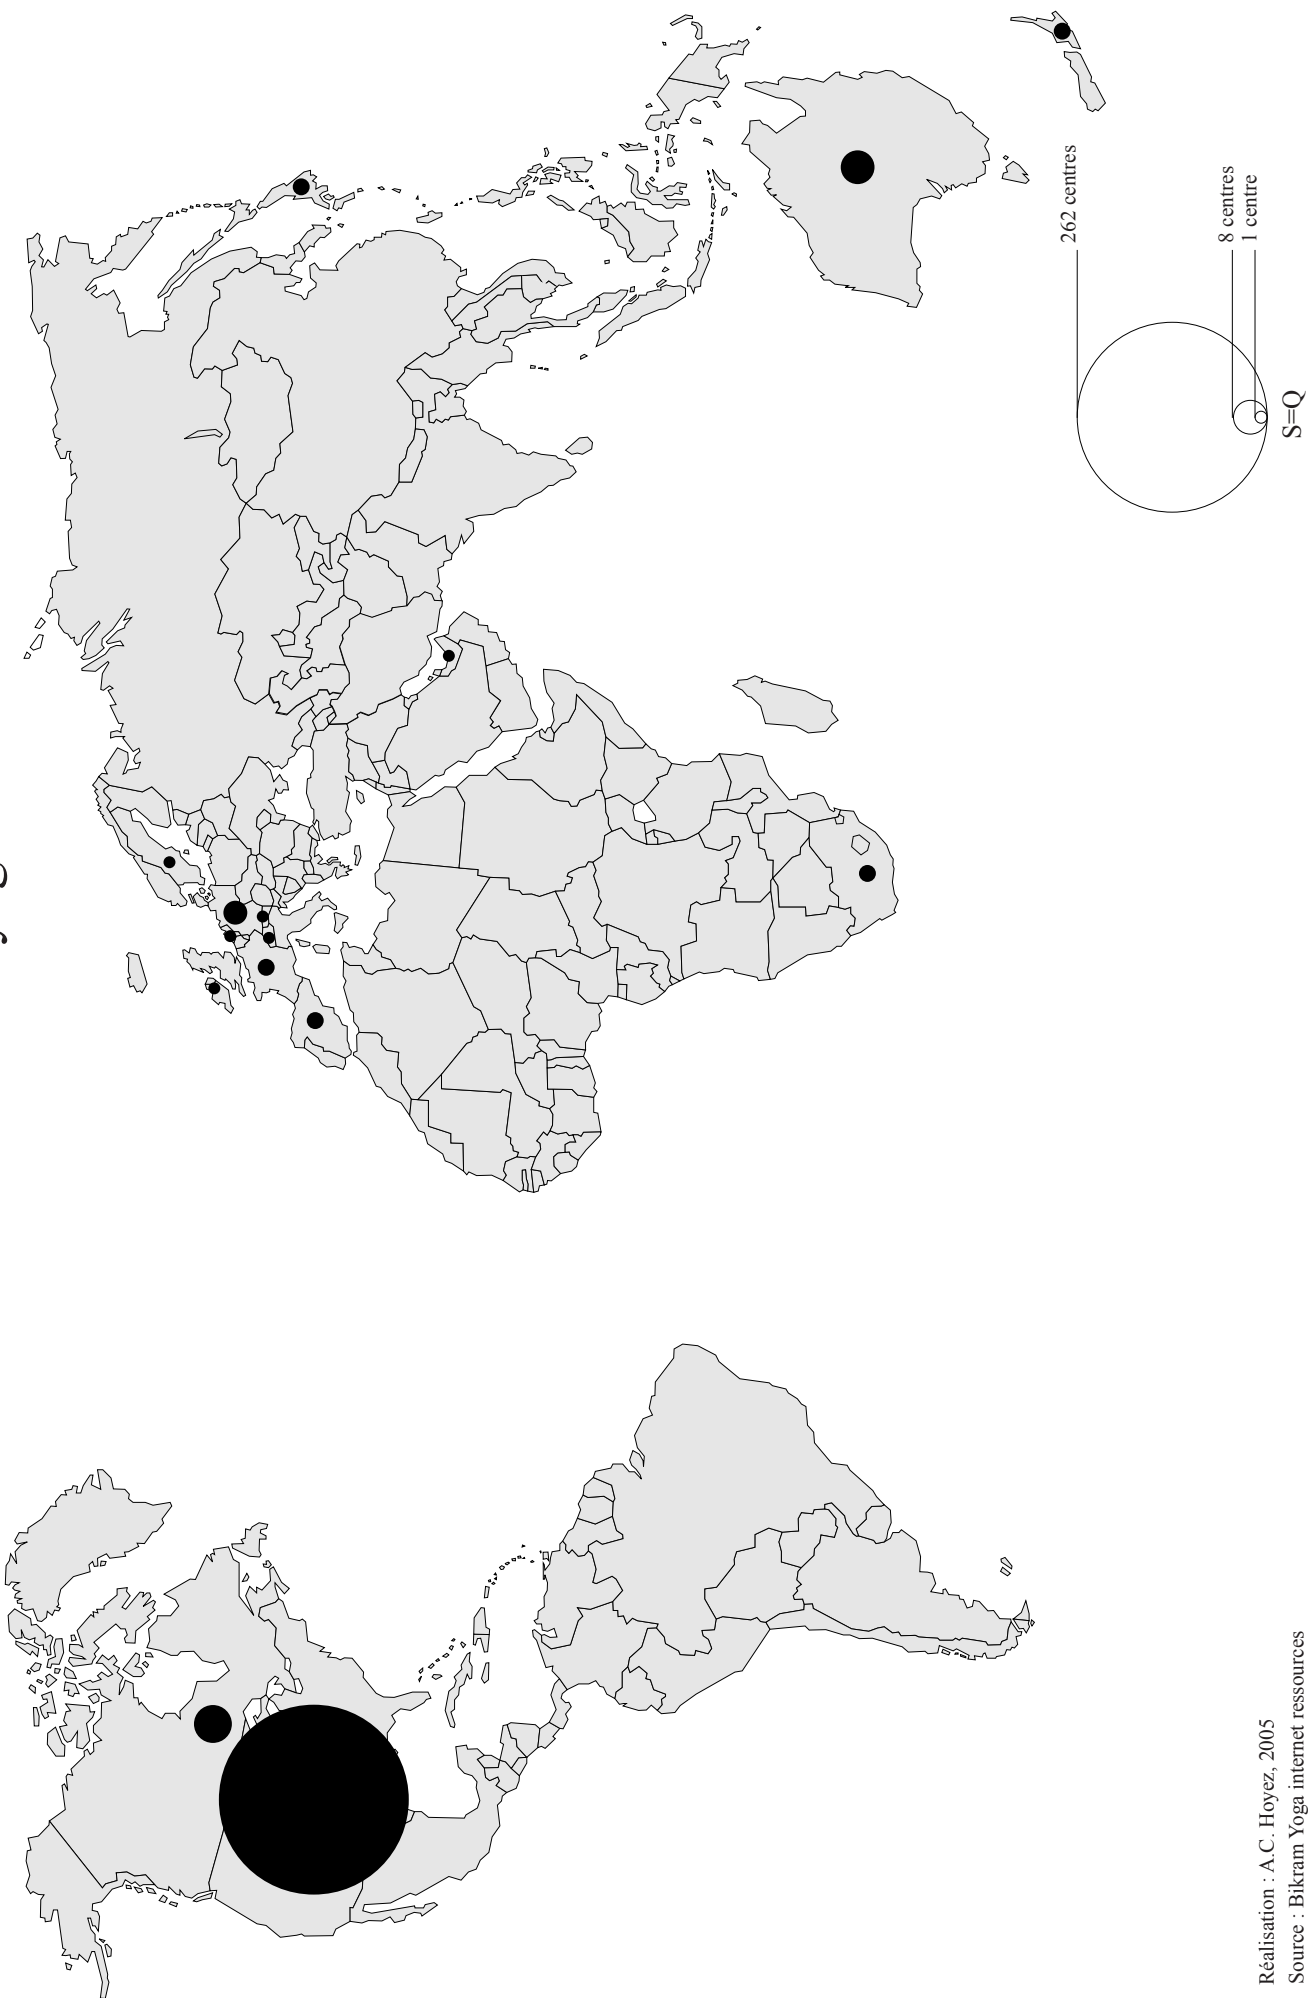 262 centres
8 centres
1 centre
S=Q
Réalisation : A.C. Hoyez, 2005
Source : Bikram Yoga internet ressources